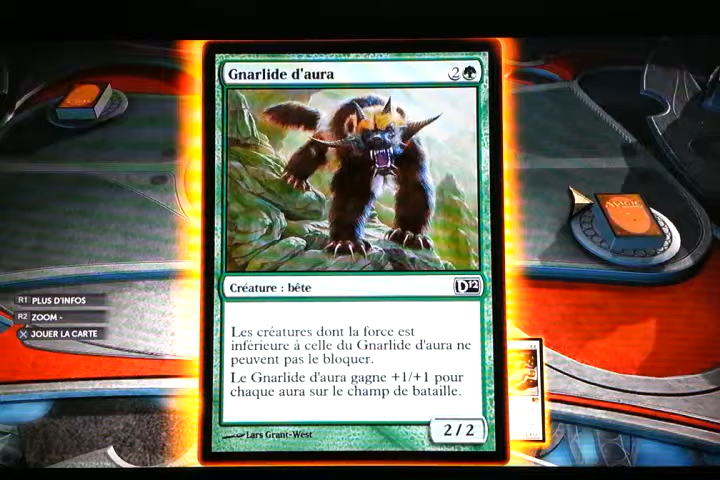 Gnarlide d'aura
2
Créature : bête
D12
Les créatures dont la force est
inférieure à celle du Gnarlide d'aura ne
peuvent pas le bloquer.
Le Gnarlide d'aura gagne +1/+1 pour
chaque aura sur le champ de bataille.
Lars Grant-West
2/2
R1 PLUS D'INFOS
R2 ZOOM -
JOUER LA CARTE
MAGIC